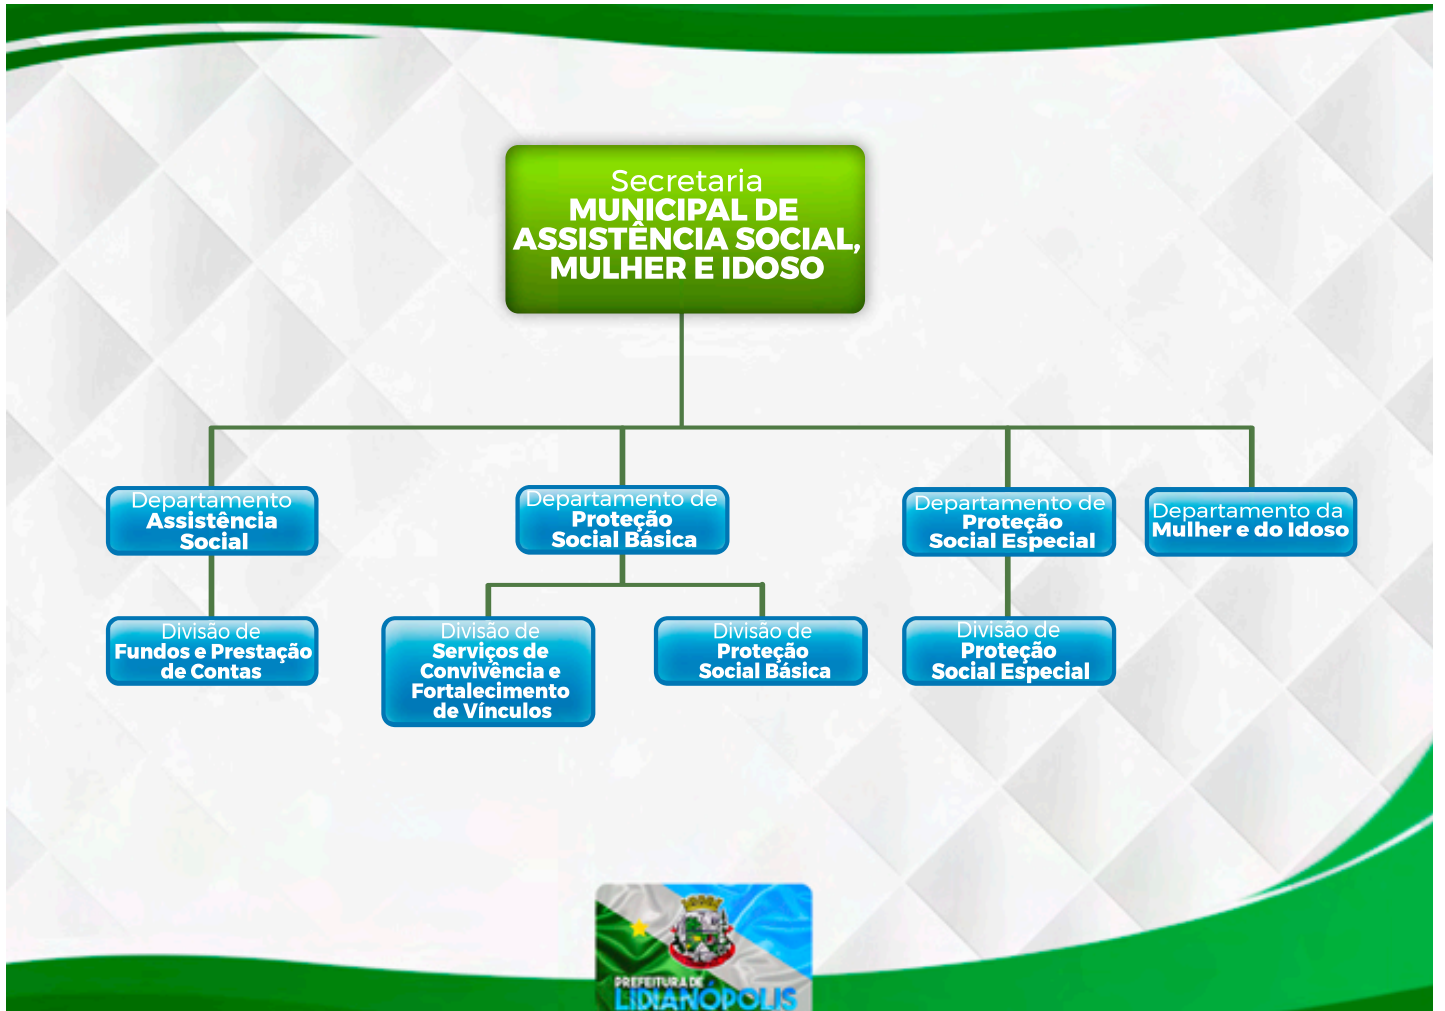 Secretaria
MUNICIPAL DE
ASSISTÊNCIA SOCIAL,
MULHER E IDOSO
Departamento
Assistência
Social
Departamento de
Proteção
Social Básica
Departamento de
Proteção
Social Especial
Departamento da
Mulher e do Idoso
Divisão de
Fundos e Prestação
de Contas
Divisão de
Serviços de
Convivência e
Fortalecimento
de Vínculos
Divisão de
Proteção
Social Básica
Divisão de
Proteção
Social Especial
PREFEITURA DE
LIDIANÓPOLIS